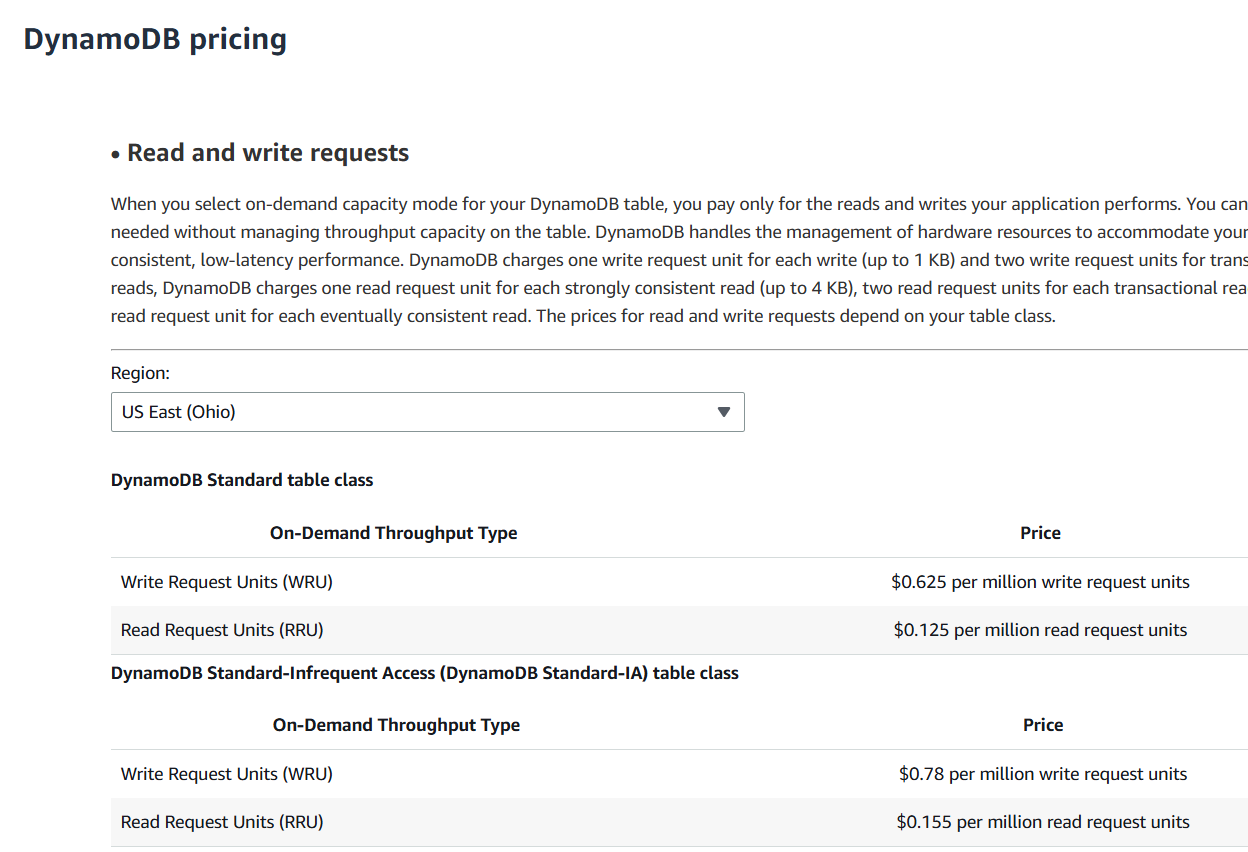 DynamoDB pricing
• Read and write requests
When you select on-demand capacity mode for your DynamoDB table, you pay only for the reads and writes your application performs. You can
needed without managing throughput capacity on the table. DynamoDB handles the management of hardware resources to accommodate your
consistent, low-latency performance. DynamoDB charges one write request unit for each write (up to 1 KB) and two write request units for trans
reads, DynamoDB charges one read request unit for each strongly consistent read (up to 4 KB), two read request units for each transactional rea
read request unit for each eventually consistent read. The prices for read and write requests depend on your table class.
Region:
US East (Ohio)
DynamoDB Standard table class
On-Demand Throughput Type Price
Write Request Units (WRU) $0.625 per million write request units
Read Request Units (RRU) $0.125 per million read request units
DynamoDB Standard-Infrequent Access (DynamoDB Standard-IA) table class
On-Demand Throughput Type Price
Write Request Units (WRU) $0.78 per million write request units
Read Request Units (RRU) $0.155 per million read request units